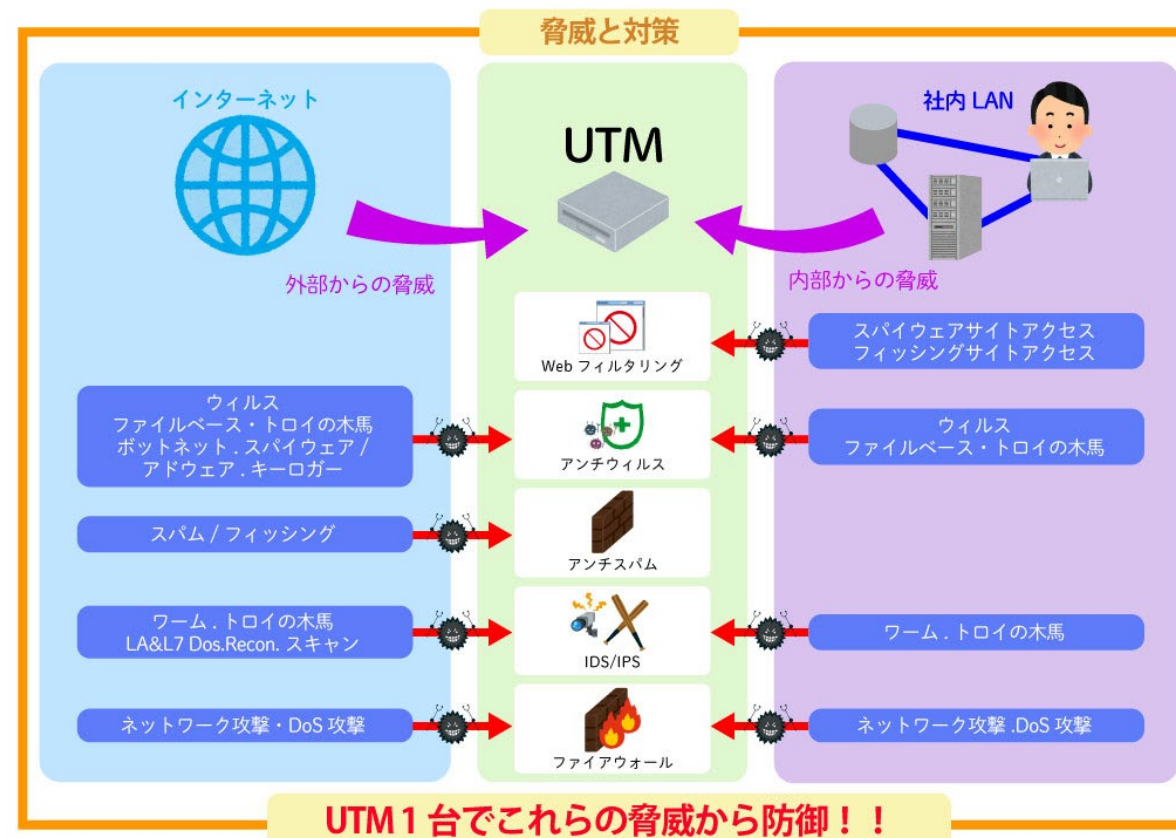 脅威と対策
インターネット
UTM
社内 LAN
外部からの脅威
内部からの脅威
Web フィルタリング
スパイウェアサイトアクセス
フィッシングサイトアクセス
ウィルス
ファイルベース・トロイの木馬
ボットネット . スパイウェア /
アドウェア . キーロガー
アンチウィルス
ウィルス
ファイルベース・トロイの木馬
スパム / フィッシング
アンチスパム
ワーム . トロイの木馬
LA&L7 Dos.Recon. スキャン
IDS/IPS
ワーム . トロイの木馬
ネットワーク攻撃・DoS 攻撃
ファイアウォール
ネットワーク攻撃 .DoS 攻撃
UTM 1 台でこれらの脅威から防御！！